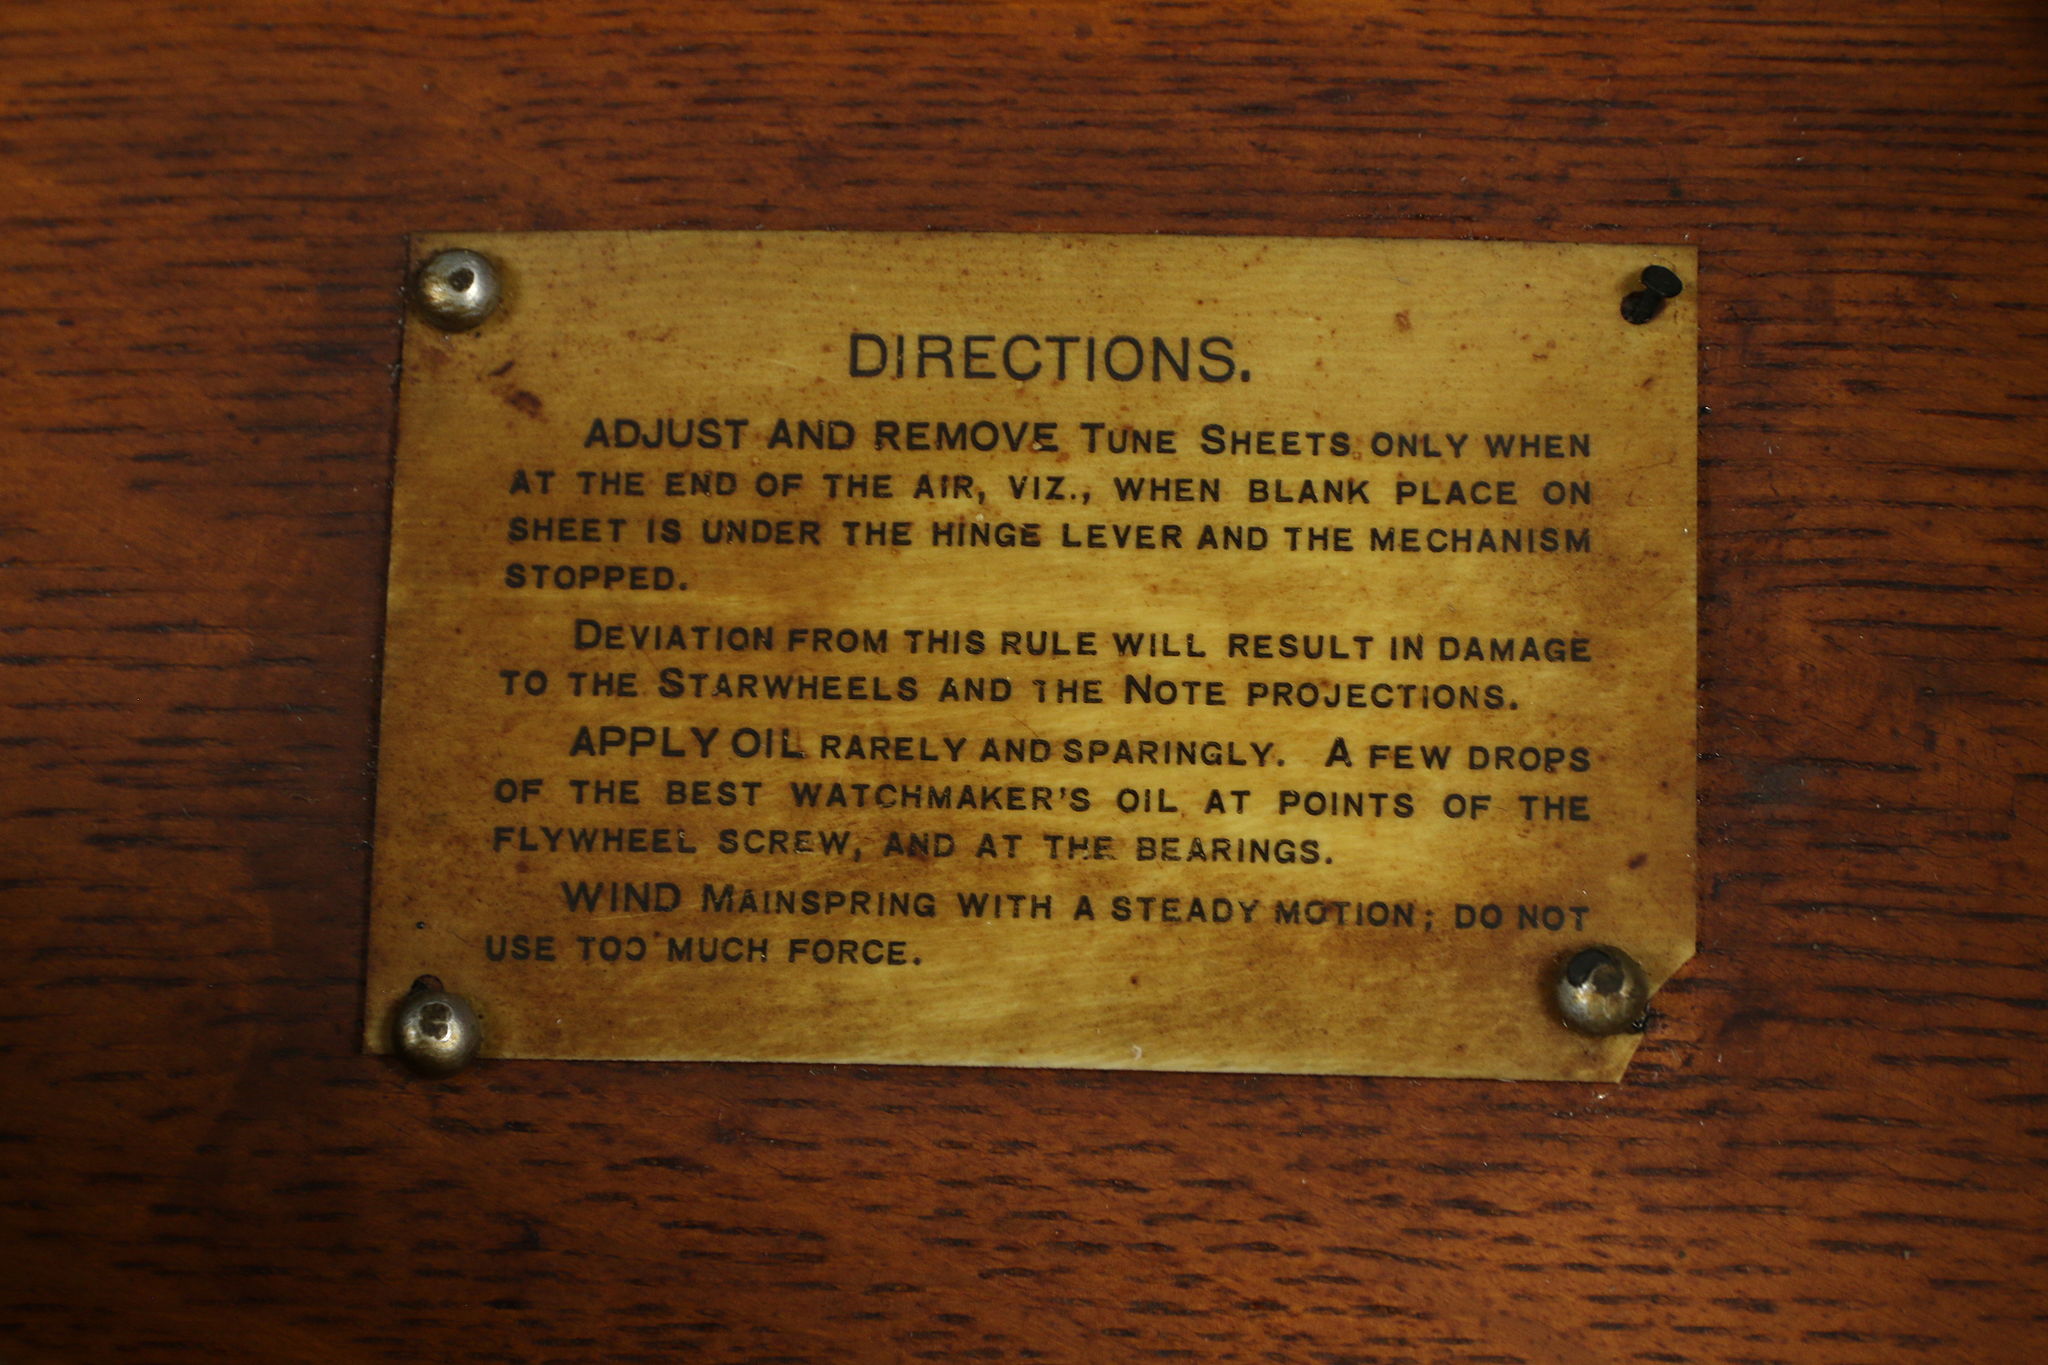 DIRECTIONS.
ADJUST AND REMOVE TUNE SHEETS ONLY WHEN
AT THE END OF THE AIR, VIZ., WHEN BLANK PLACE ON
SHEET IS UNDER THE HINGE LEVER AND THE MECHANISM
STOPPED.
DEVIATION FROM THIS RULE WILL RESULT IN DAMAGE
TO THE STARWHEELS AND THE NOTE PROJECTIONS.
APPLY OIL RARELY AND SPARINGLY. A FEW DROPS
OF THE BEST WATCHMAKER'S OIL AT POINTS OF THE
FLYWHEEL SCREW, AND AT THE BEARINGS.
WIND MAINSPRING WITH A STEADY MOTION; DO NOT
USE TOO MUCH FORCE.